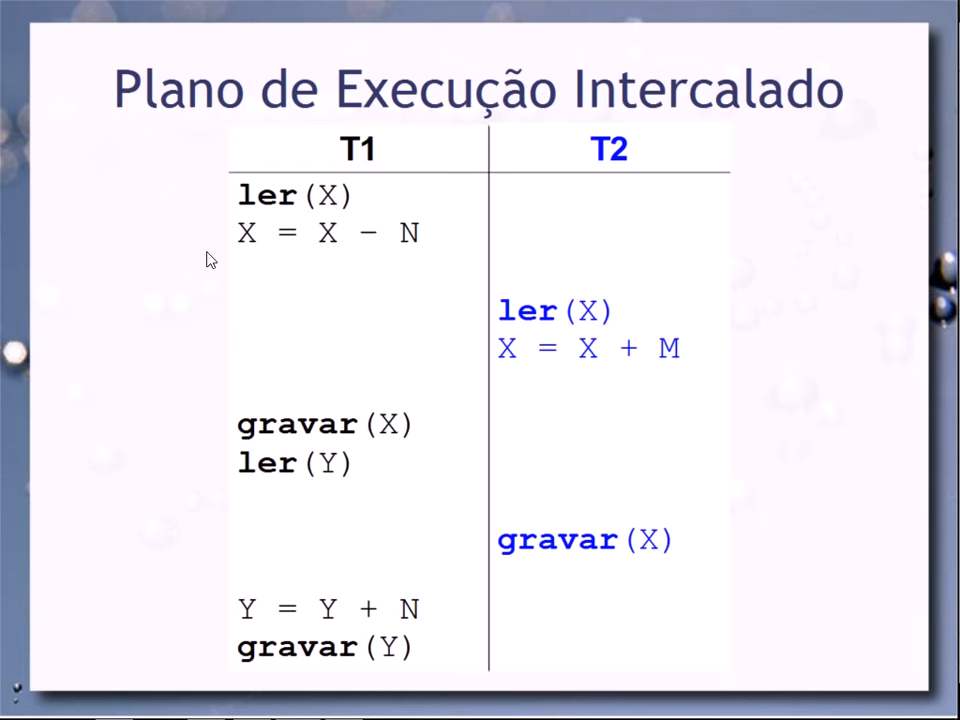 Plano de Execução Intercalado
T1 T2
ler(X)
X = X - N
ler(X)
X = X + M
gravar(X)
ler(Y)
gravar(X)
Y = Y + N
gravar(Y)